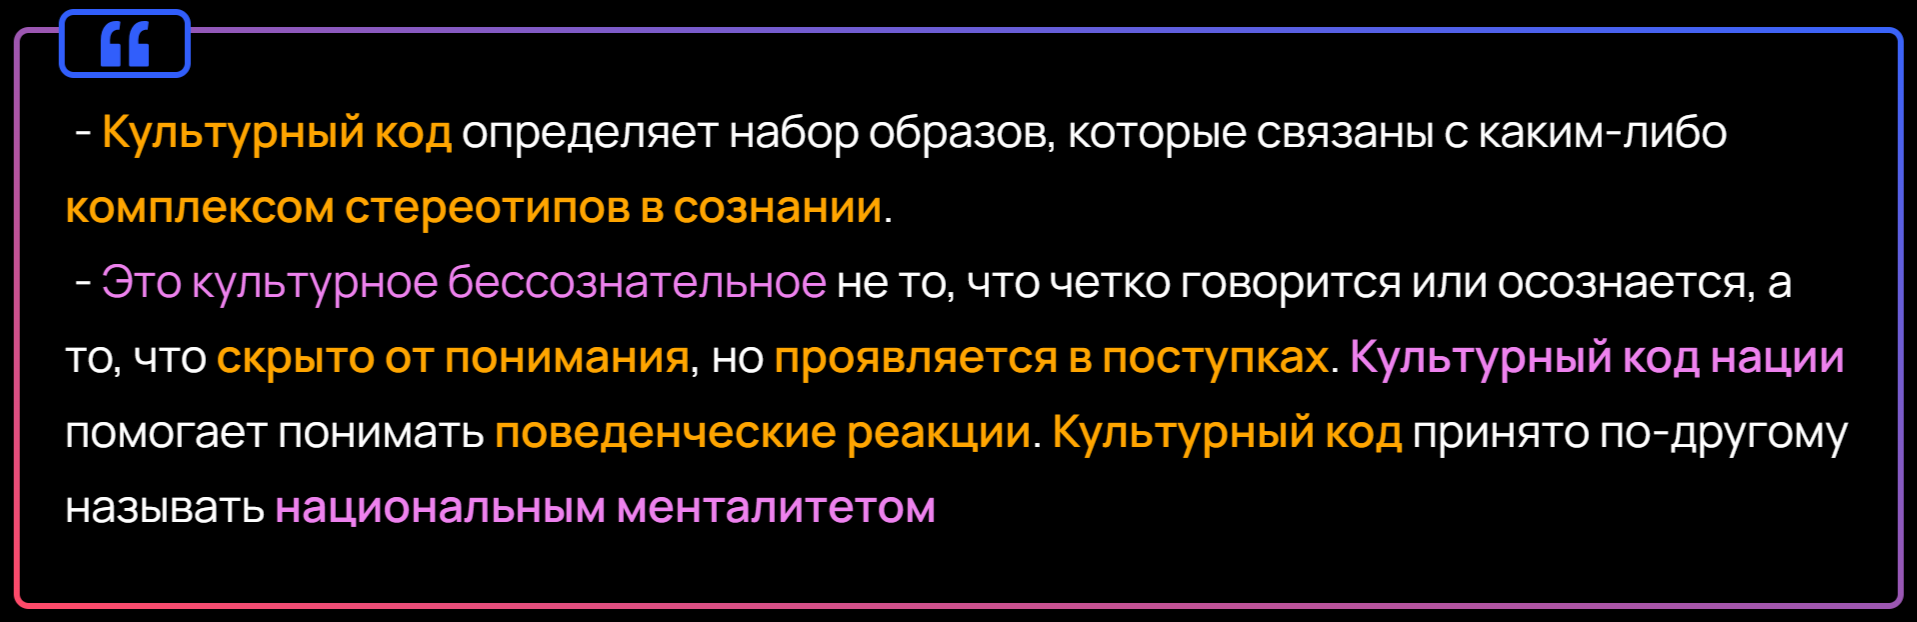 - Культурный код определяет набор образов, которые связаны с каким-либо
комплексом стереотипов в сознании.
- Это культурное бессознательное не то, что четко говорится или осознается, а
то, что скрыто от понимания, но проявляется в поступках. Культурный код нации
помогает понимать поведенческие реакции. Культурный код принято по-другому
называть национальным менталитетом